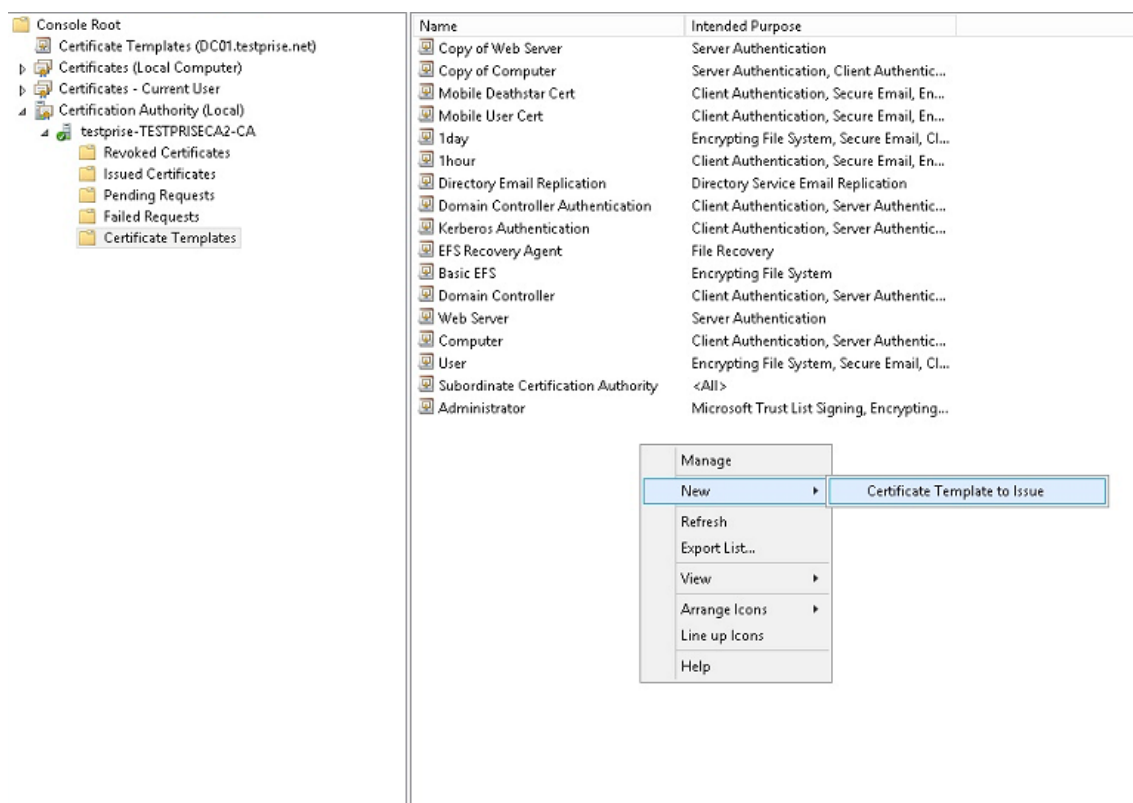 Console Root
Certificate Templates (DC01.testprise.net)
Certificates (Local Computer)
Certificates - Current User
Certification Authority (Local)
testprise-TESTPRISECA2-CA
Revoked Certificates
Issued Certificates
Pending Requests
Failed Requests
Certificate Templates
Name Intended Purpose
Copy of Web Server Server Authentication
Copy of Computer Server Authentication, Client Authentic...
Mobile Deathstar Cert Client Authentication, Secure Email, En...
Mobile User Cert Client Authentication, Secure Email, En...
1day Encrypting File System, Secure Email, Cl...
1hour Client Authentication, Secure Email, En...
Directory Email Replication Directory Service Email Replication
Domain Controller Authentication Client Authentication, Server Authentic...
Kerberos Authentication Client Authentication, Server Authentic...
EFS Recovery Agent File Recovery
Basic EFS Encrypting File System
Domain Controller Client Authentication, Server Authentic...
Web Server Server Authentication
Computer Client Authentication, Server Authentic...
User Encrypting File System, Secure Email, Cl...
Subordinate Certification Authority <All>
Administrator Microsoft Trust List Signing, Encrypting...
Manage
New Certificate Template to Issue
Refresh
Export List...
View
Arrange Icons
Line up Icons
Help